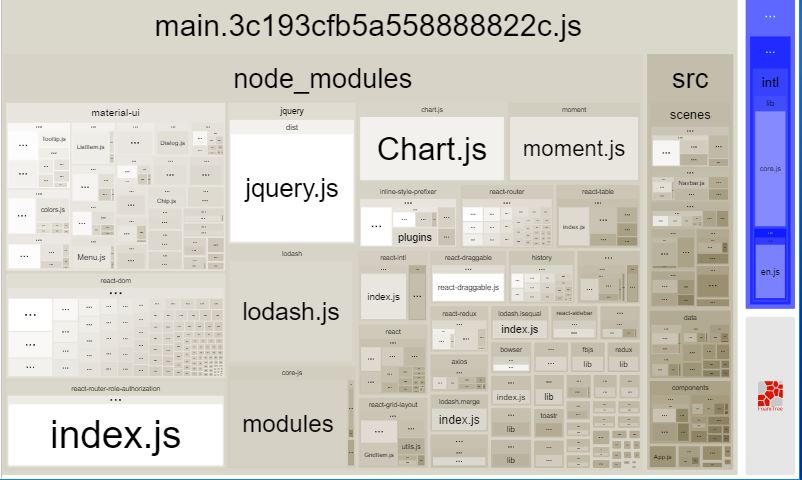 main.3c193cfb5a558888822c.js
...
node_modules
src
...
intl
material-ui
jquery
chart.js
moment
scenes
lib
dist
Tooltip.js
ListItem.js
Dialog.js
Chart.js
moment.js
core.js
jquery.js
Navbar.js
colors.js
Chip.js
inline-style-prefixer
react-router
react-table
index.js
plugins
Menu.js
lodash
react-intl
react-draggable
history
en.js
react-dom
index.js
react-draggable.js
lodash.js
react-redux
lodash.isequal
react-sidebar
data
react
index.js
bowser
fbjs
redux
axios
lib
lib
core-js
react-router-role-authorization
components
index.js
lib
react-grid-layout
lodash.merge
index.js
modules
index.js
toastr
lib
utils.js
GridItem.js
App.js
lib
FoamTree